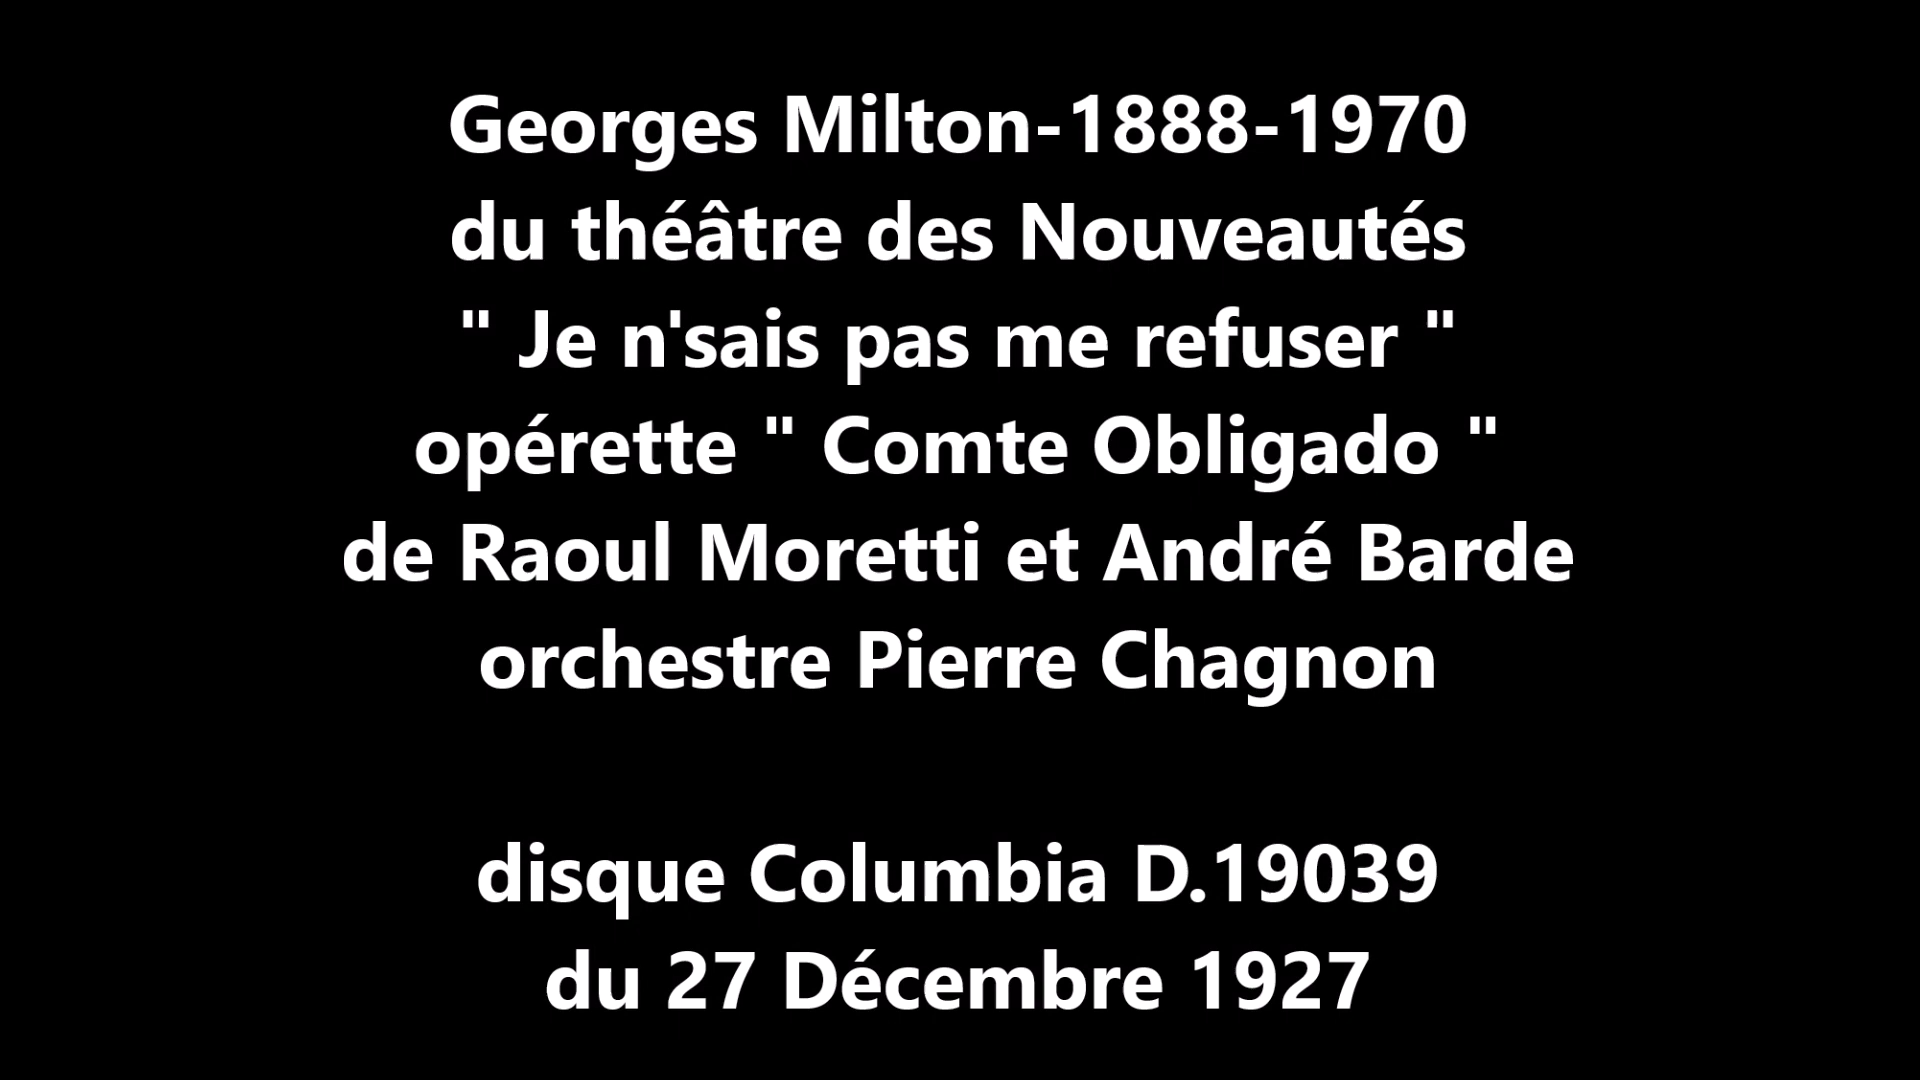 Georges Milton-1888-1970
du théâtre des Nouveautés
" Je n'sais pas me refuser "
opérette " Comte Obligado "
de Raoul Moretti et André Barde
orchestre Pierre Chagnon
disque Columbia D.19039
du 27 Décembre 1927